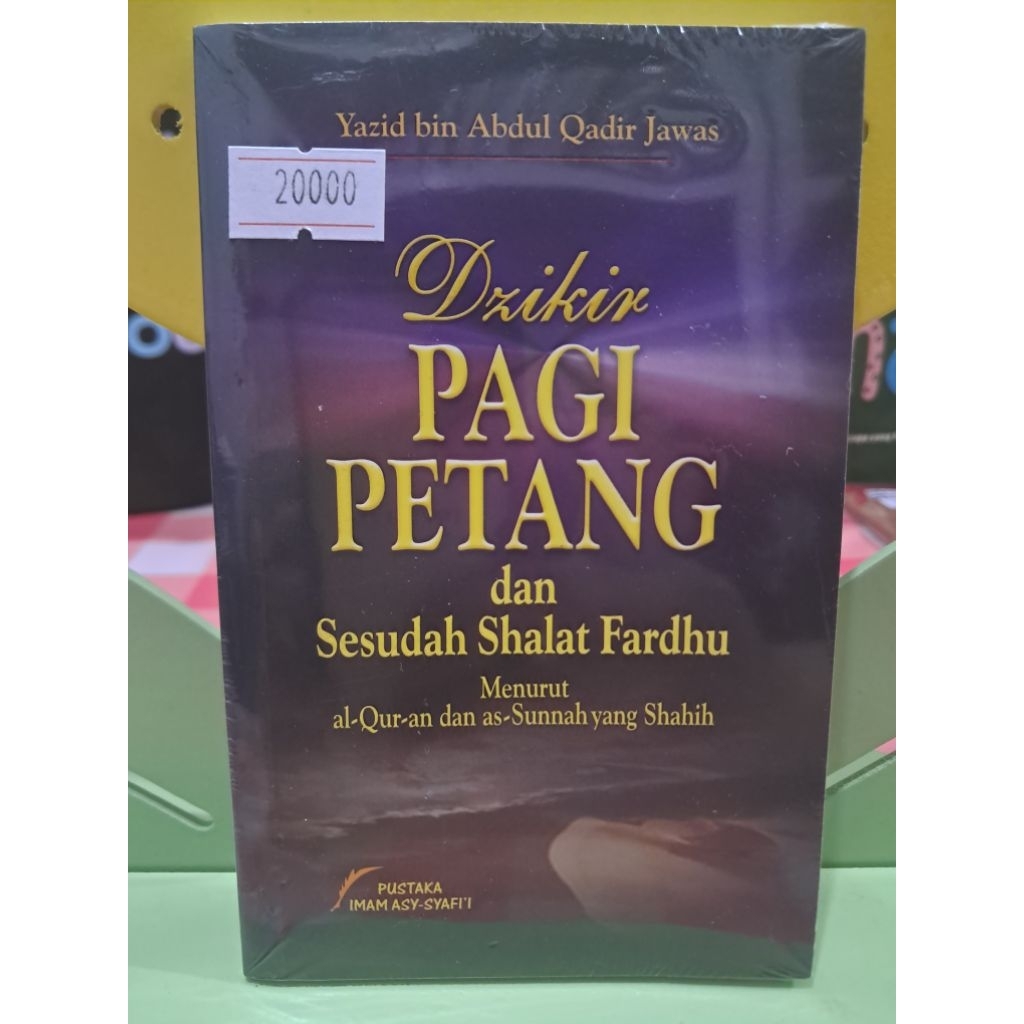 Yazid bin Abdul Qadir Jawas
20000
Dzikir
PAGI
PETANG
dan
Sesudah Shalat Fardhu
Menurut
al-Qur-an dan as-Sunnah yang Shahih
PUSTAKA
IMAM ASY-SYAFI'I